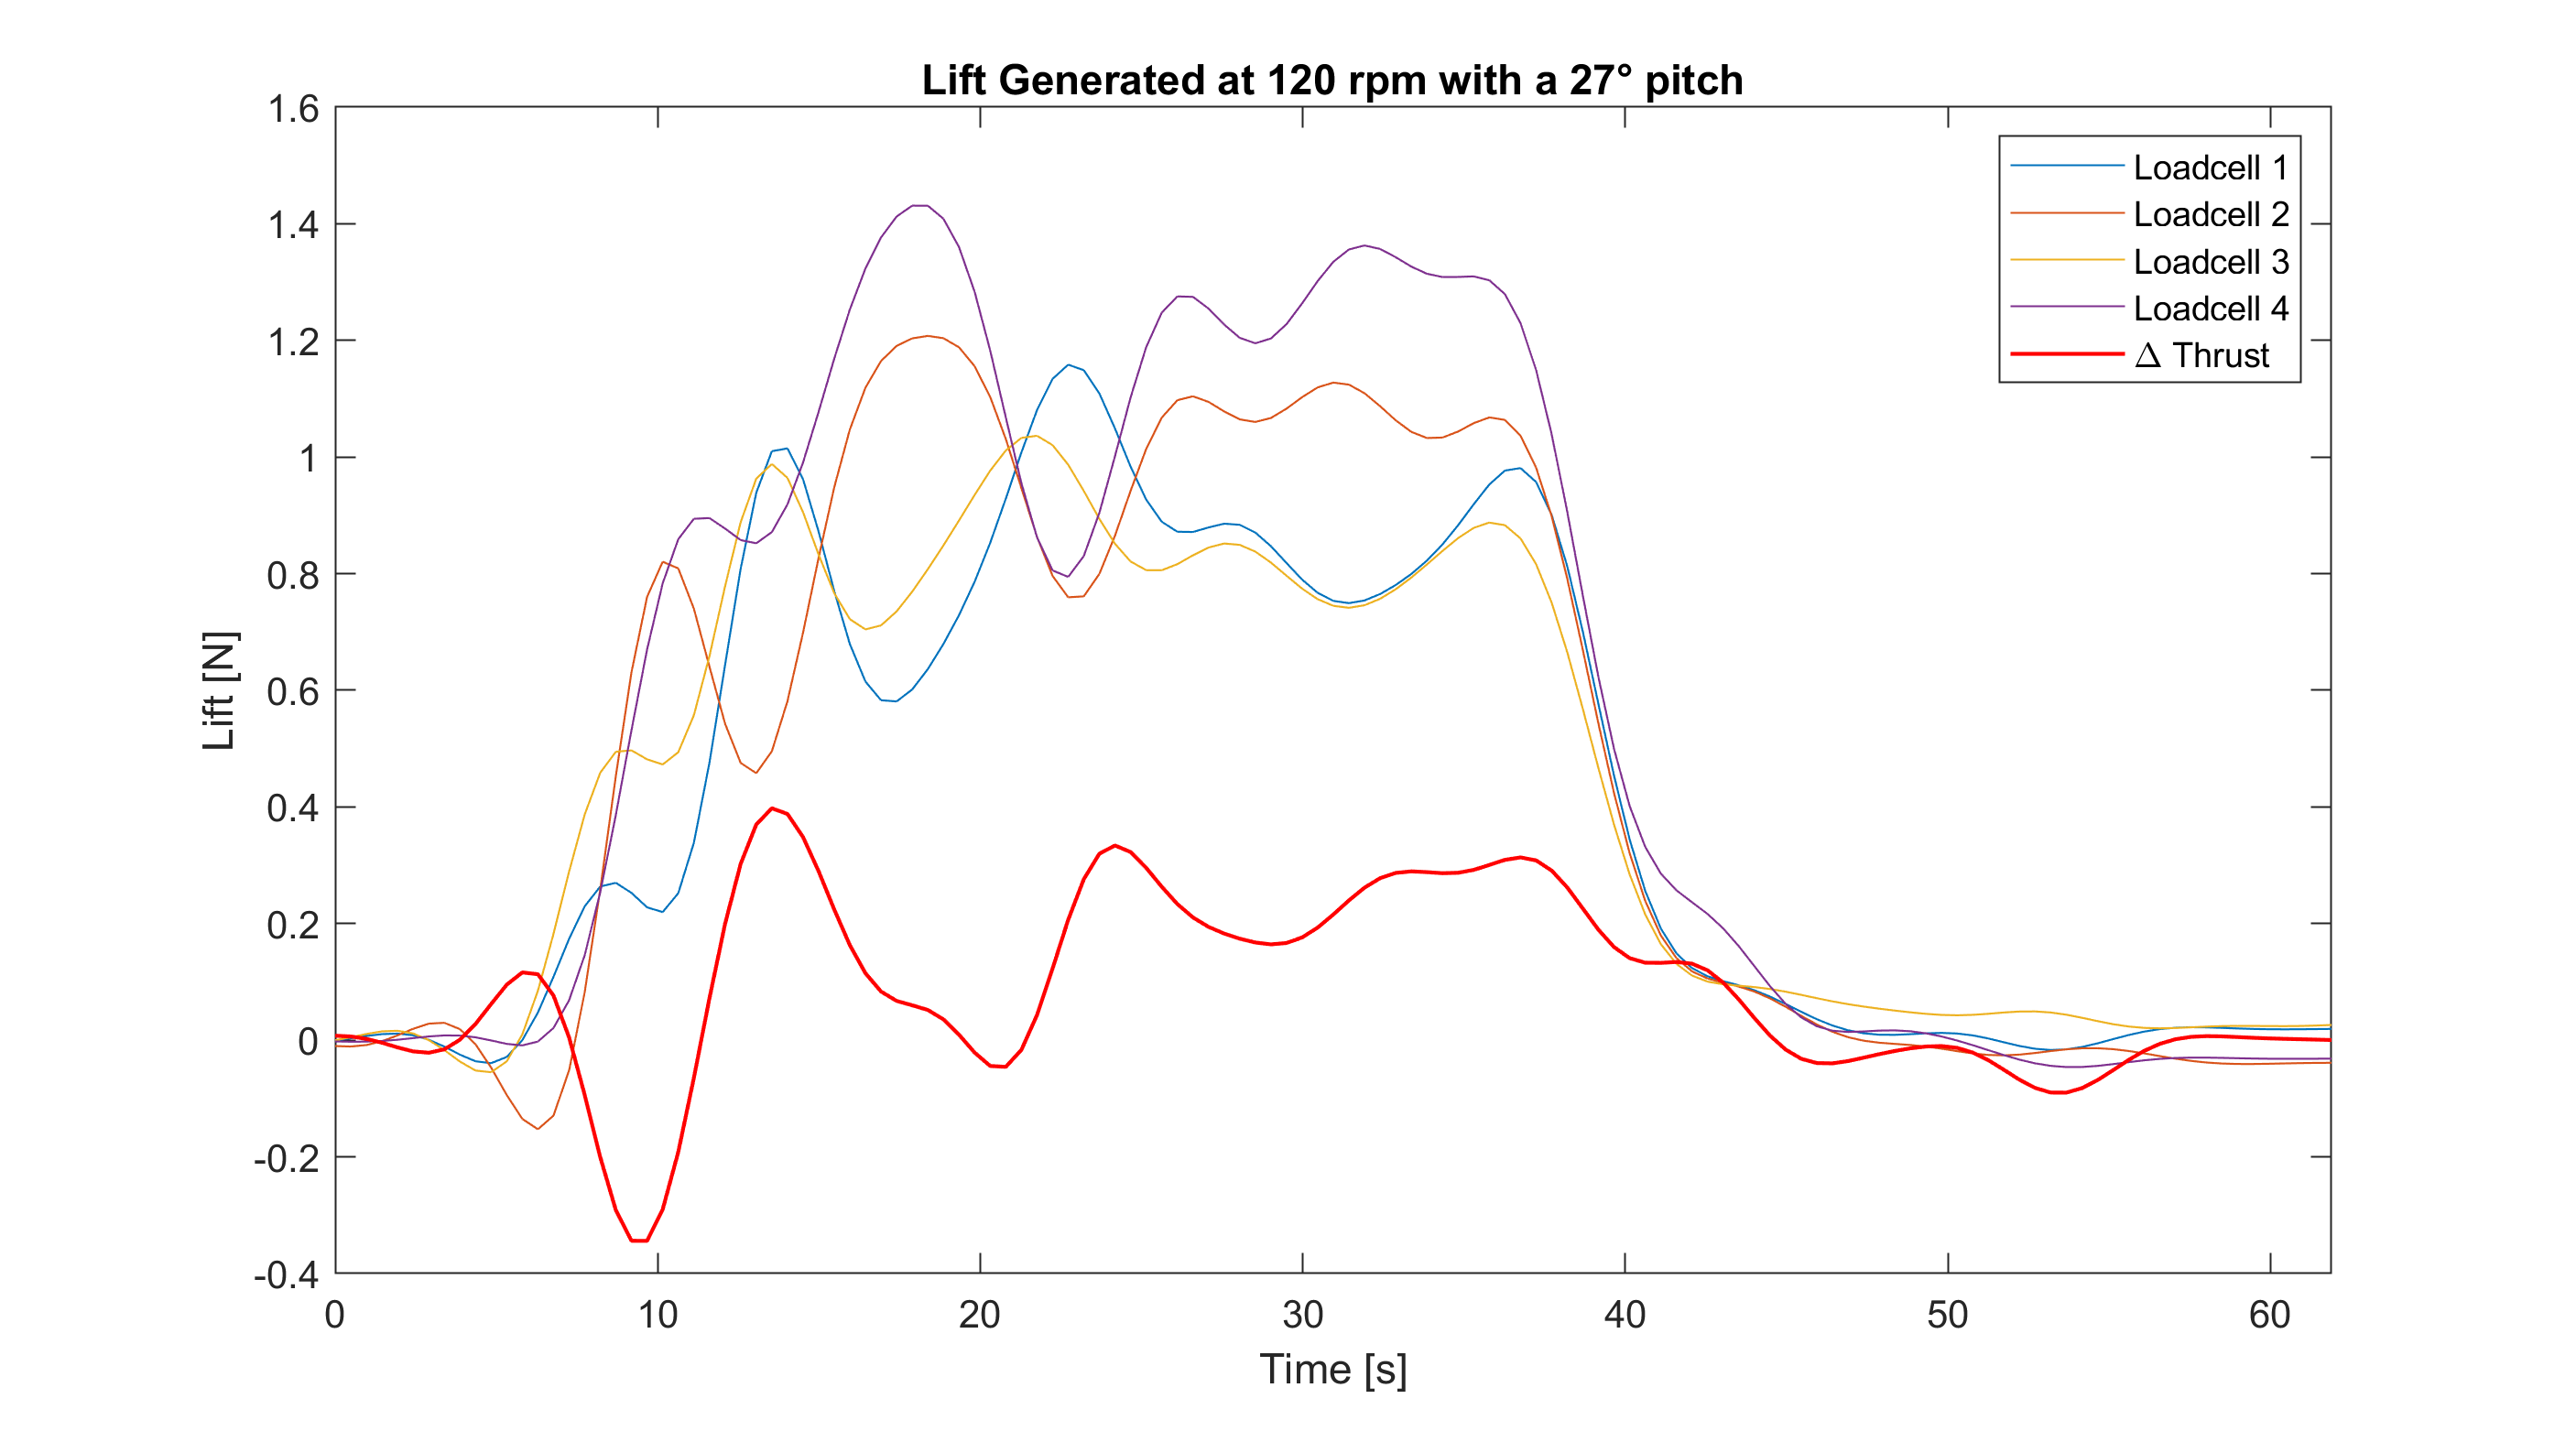 Lift Generated at 120 rpm with a 27° pitch
1.6
1.4
1.2
1
0.8
0.6
0.4
0.2
0
-0.2
-0.4
Lift [N]
0 10 20 30 40 50 60
Time [s]
Loadcell 1
Loadcell 2
Loadcell 3
Loadcell 4
Δ Thrust